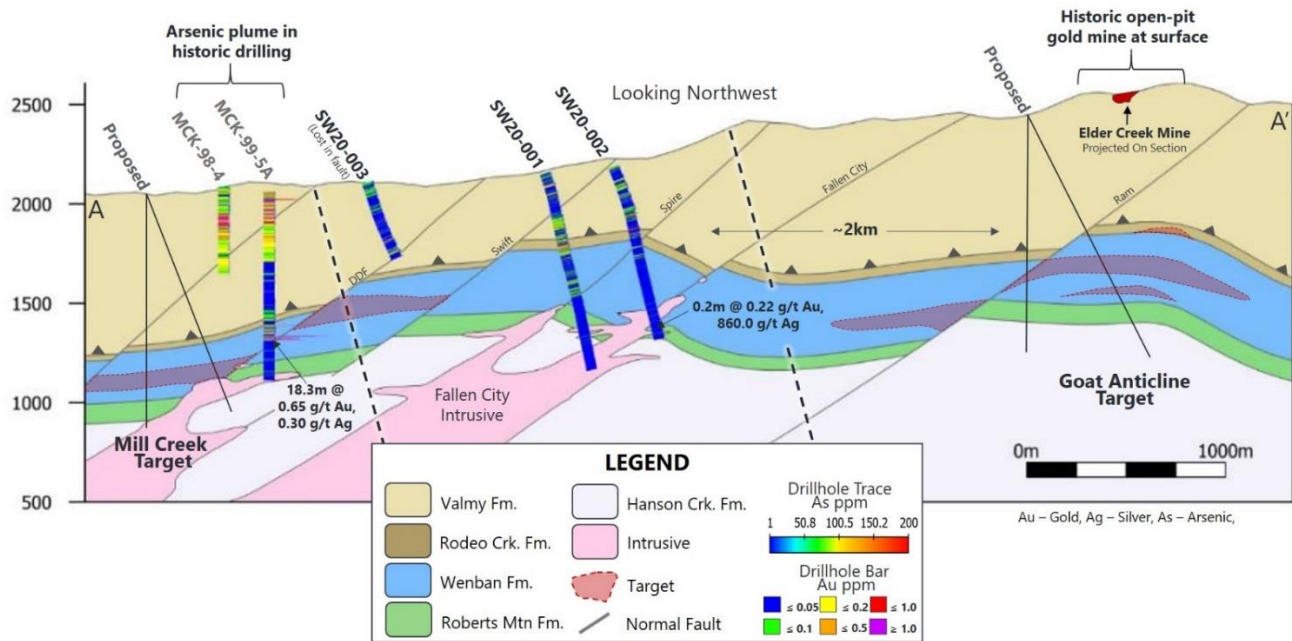 Arsenic plume in
historic drilling
Historic open-pit
gold mine at surface
Looking Northwest
Proposed
MCK-98-4
MCK-99-5A
SW20-003
(Lost in fault)
SW20-001
SW20-002
Proposed
Elder Creek Mine
Projected On Section
A
A'
2500
2000
1500
1000
500
DDF
Swift
Spire
Fallen City
Ram
~2km
0.2m @ 0.22 g/t Au,
860.0 g/t Ag
18.3m @
0.65 g/t Au,
0.30 g/t Ag
Fallen City
Intrusive
Mill Creek
Target
Goat Anticline
Target
0m 1000m
Au – Gold, Ag – Silver, As – Arsenic,
LEGEND
Valmy Fm.
Rodeo Crk. Fm.
Wenban Fm.
Roberts Mtn Fm.
Hanson Crk. Fm.
Intrusive
Target
Normal Fault
Drillhole Trace
As ppm
1 50.8 100.5 150.2 200
Drillhole Bar
Au ppm
≤ 0.05 ≤ 0.2 ≤ 1.0
≤ 0.1 ≤ 0.5 ≥ 1.0